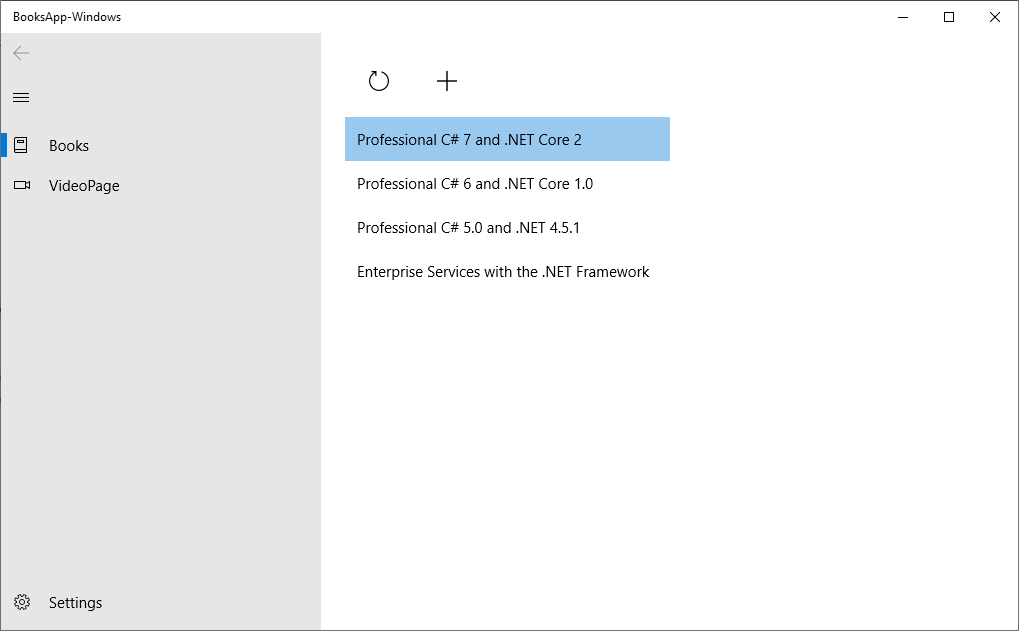 BooksApp-Windows
Books
VideoPage
Settings
Professional C# 7 and .NET Core 2
Professional C# 6 and .NET Core 1.0
Professional C# 5.0 and .NET 4.5.1
Enterprise Services with the .NET Framework